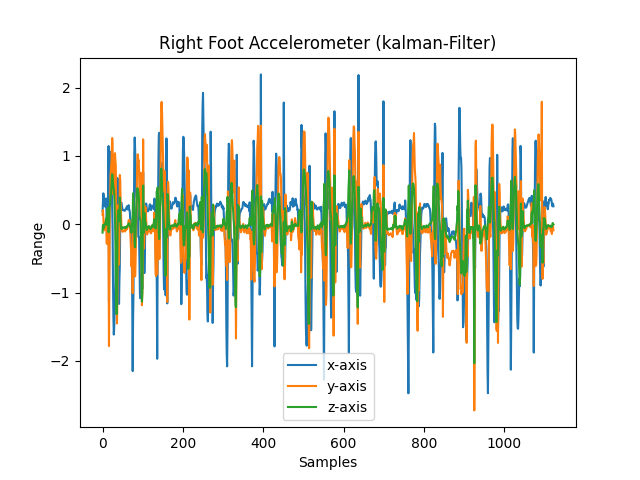 Right Foot Accelerometer (kalman-Filter)
2
1
0
−1
−2
Range
0
200
400
600
800
1000
Samples
x-axis
y-axis
z-axis